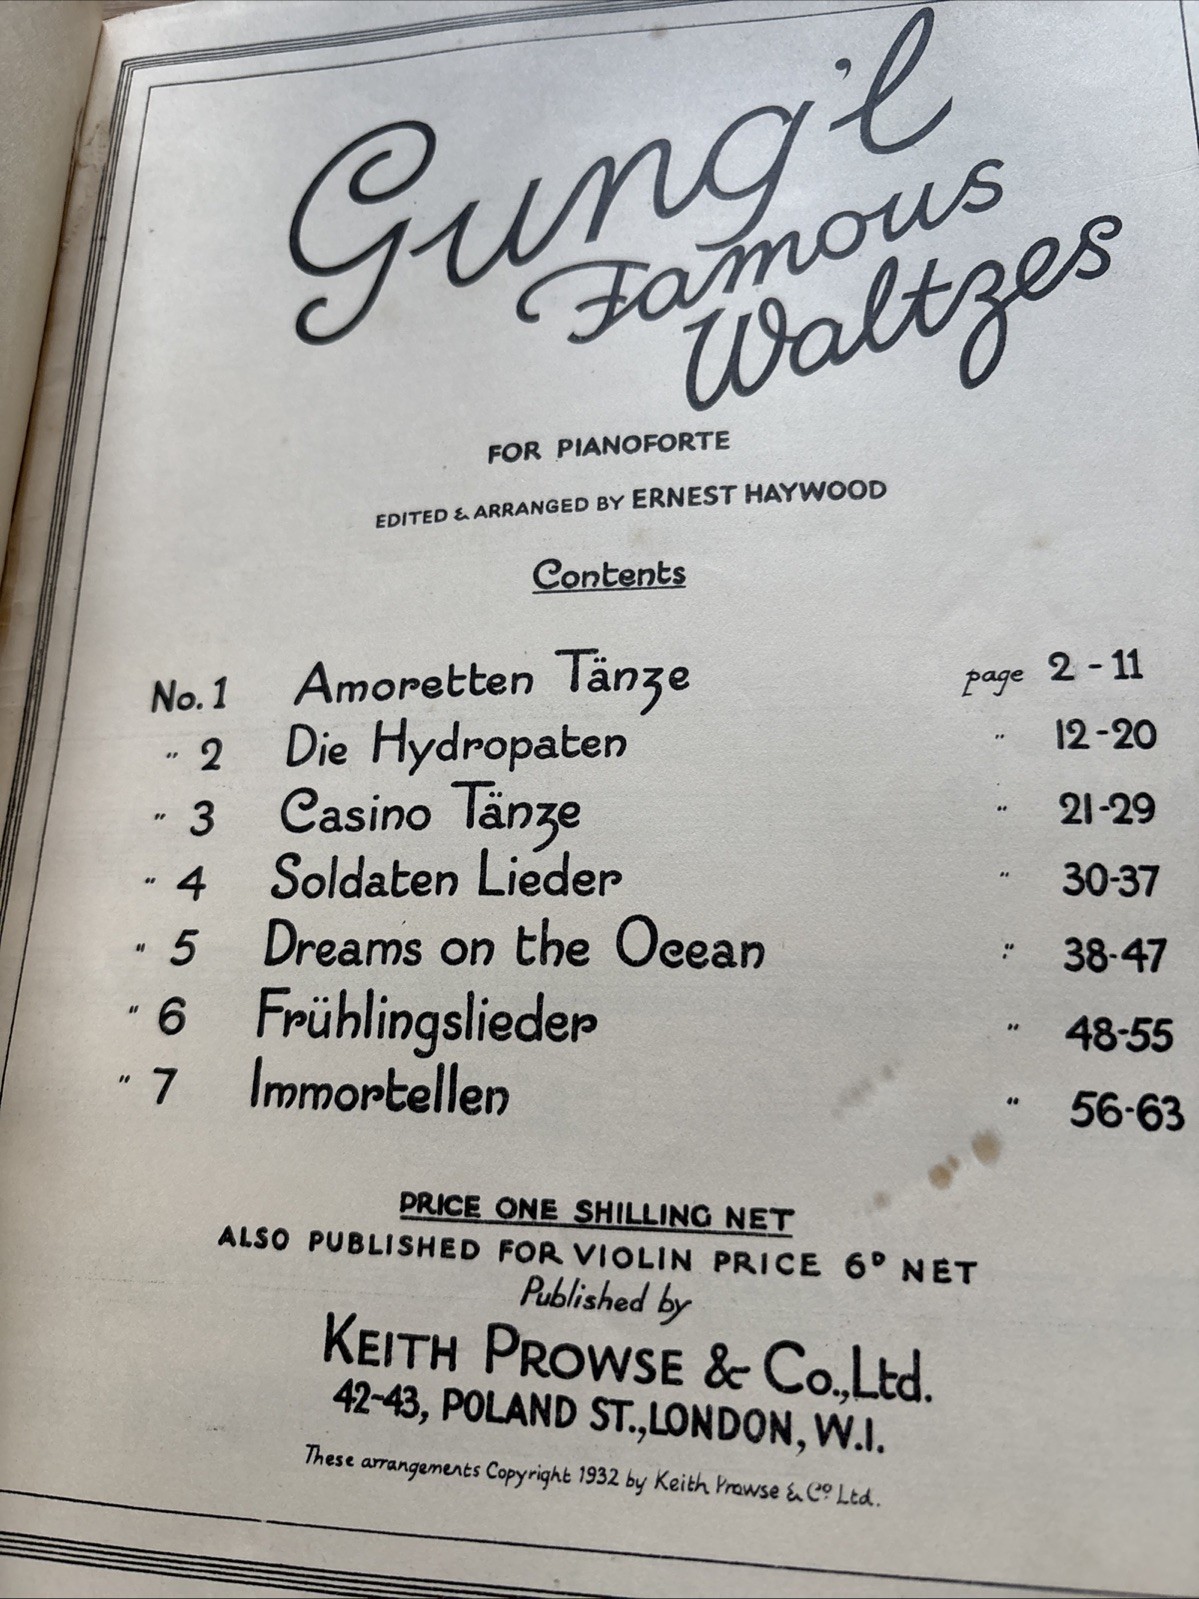 Gung'l
Famous
Waltzes
FOR PIANOFORTE
EDITED & ARRANGED BY ERNEST HAYWOOD
Contents
No. 1 Amoretten Tänze page 2 - 11
" 2 Die Hydropaten " 12-20
" 3 Casino Tänze " 21-29
" 4 Soldaten Lieder " 30-37
" 5 Dreams on the Ocean " 38-47
" 6 Frühlingslieder " 48-55
" 7 Immortellen " 56-63
PRICE ONE SHILLING NET
ALSO PUBLISHED FOR VIOLIN PRICE 6D NET
Published by
KEITH PROWSE & Co., Ltd.
42-43, POLAND ST., LONDON, W.1.
These arrangements Copyright 1932 by Keith Prowse & Co Ltd.